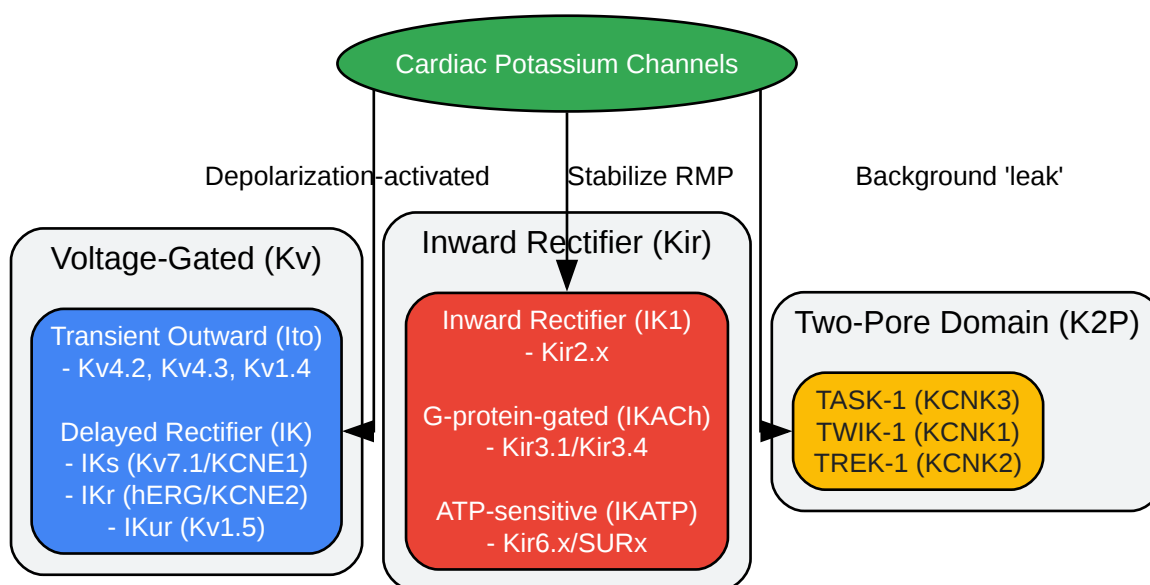 Cardiac Potassium Channels
Depolarization-activated
Stabilize RMP
Background 'leak'
Voltage-Gated (Kv)
Transient Outward (Ito)
- Kv4.2, Kv4.3, Kv1.4
Delayed Rectifier (IK)
- IKs (Kv7.1/KCNE1)
- IKr (hERG/KCNE2)
- IKur (Kv1.5)
Inward Rectifier (Kir)
Inward Rectifier (IK1)
- Kir2.x
G-protein-gated (IKACh)
- Kir3.1/Kir3.4
ATP-sensitive (IKATP)
- Kir6.x/SURx
Two-Pore Domain (K2P)
TASK-1 (KCNK3)
TWIK-1 (KCNK1)
TREK-1 (KCNK2)